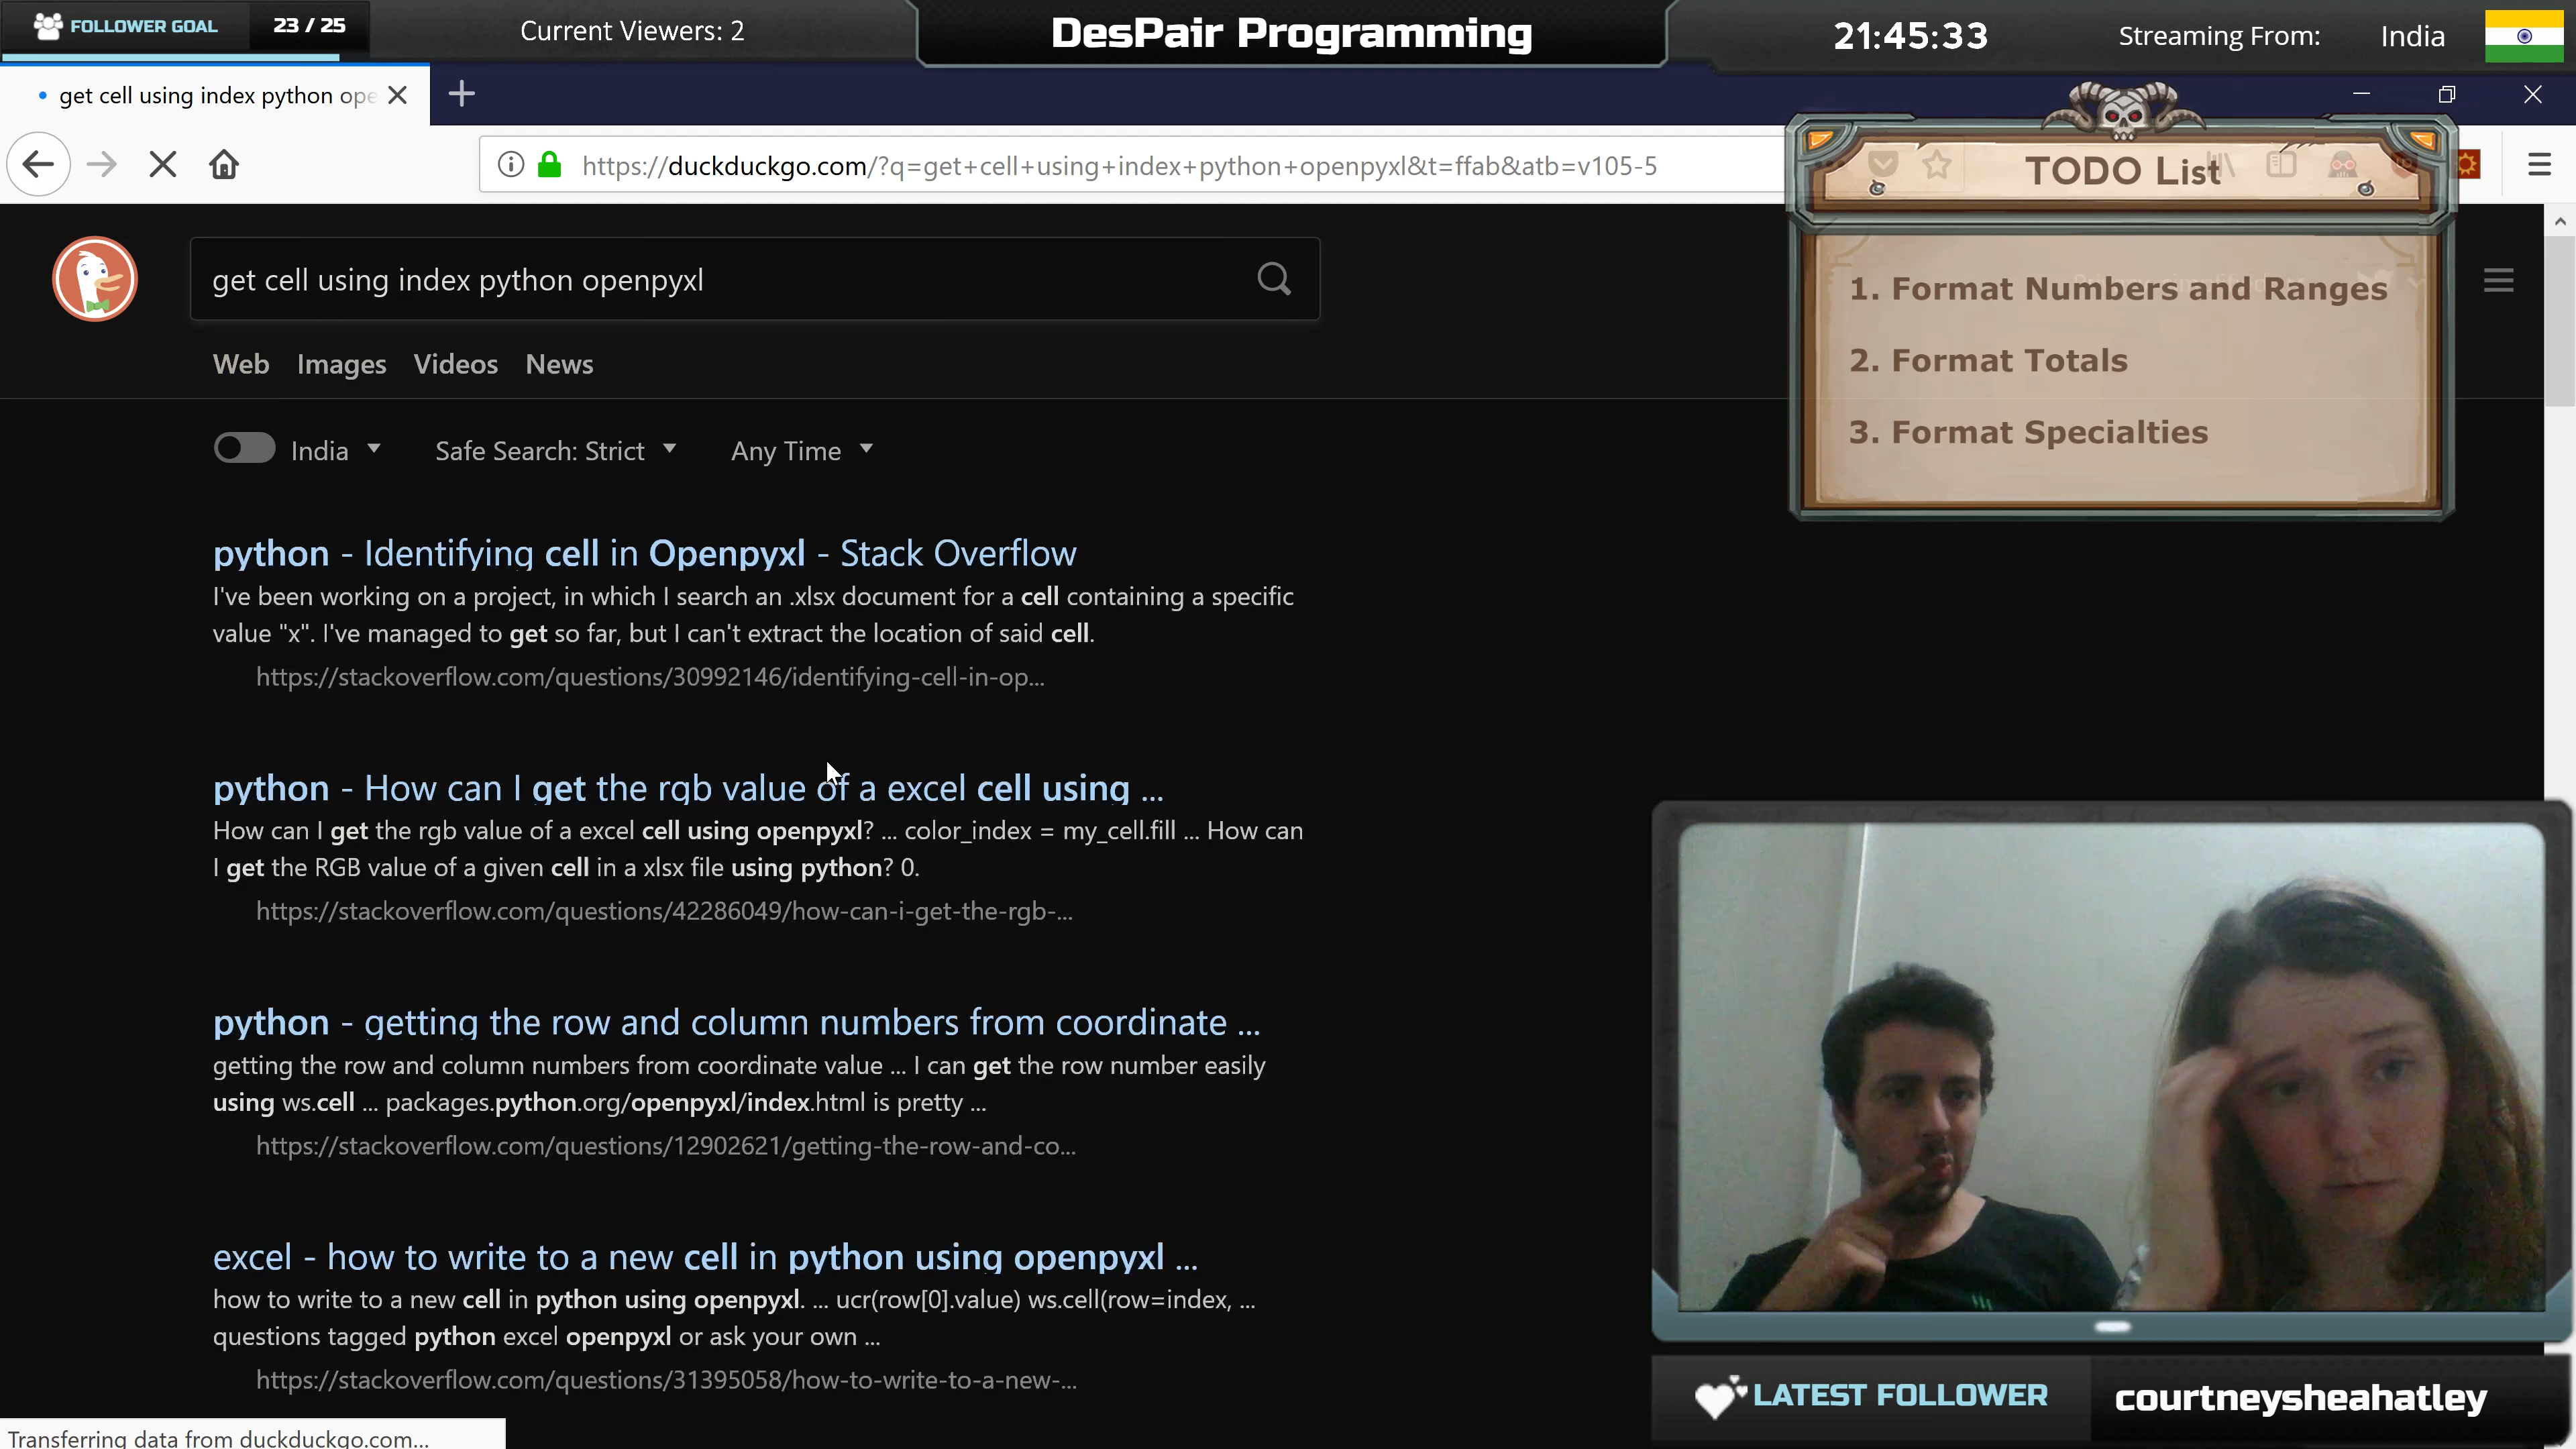 FOLLOWER GOAL
23 / 25
Current Viewers: 2
DesPair Programming
21:45:33
Streaming From:
India
get cell using index python ope
https://duckduckgo.com/?q=get+cell+using+index+python+openpyxl&t=ffab&atb=v105-5
TODO List
1. Format Numbers and Ranges
2. Format Totals
3. Format Specialties
get cell using index python openpyxl
Web Images Videos News
India Safe Search: Strict Any Time
python - Identifying cell in Openpyxl - Stack Overflow
I've been working on a project, in which I search an .xlsx document for a cell containing a specific
value "x". I've managed to get so far, but I can't extract the location of said cell.
https://stackoverflow.com/questions/30992146/identifying-cell-in-op...
python - How can I get the rgb value of a excel cell using ...
How can I get the rgb value of a excel cell using openpyxl? ... color_index = my_cell.fill ... How can
I get the RGB value of a given cell in a xlsx file using python? 0.
https://stackoverflow.com/questions/42286049/how-can-i-get-the-rgb-...
python - getting the row and column numbers from coordinate ...
getting the row and column numbers from coordinate value ... I can get the row number easily
using ws.cell ... packages.python.org/openpyxl/index.html is pretty ...
https://stackoverflow.com/questions/12902621/getting-the-row-and-co...
excel - how to write to a new cell in python using openpyxl ...
how to write to a new cell in python using openpyxl. ... ucr(row[0].value) ws.cell(row=index, ...
questions tagged python excel openpyxl or ask your own ...
https://stackoverflow.com/questions/31395058/how-to-write-to-a-new-...
Transferring data from duckduckgo.com...
LATEST FOLLOWER
courtneysheahatley